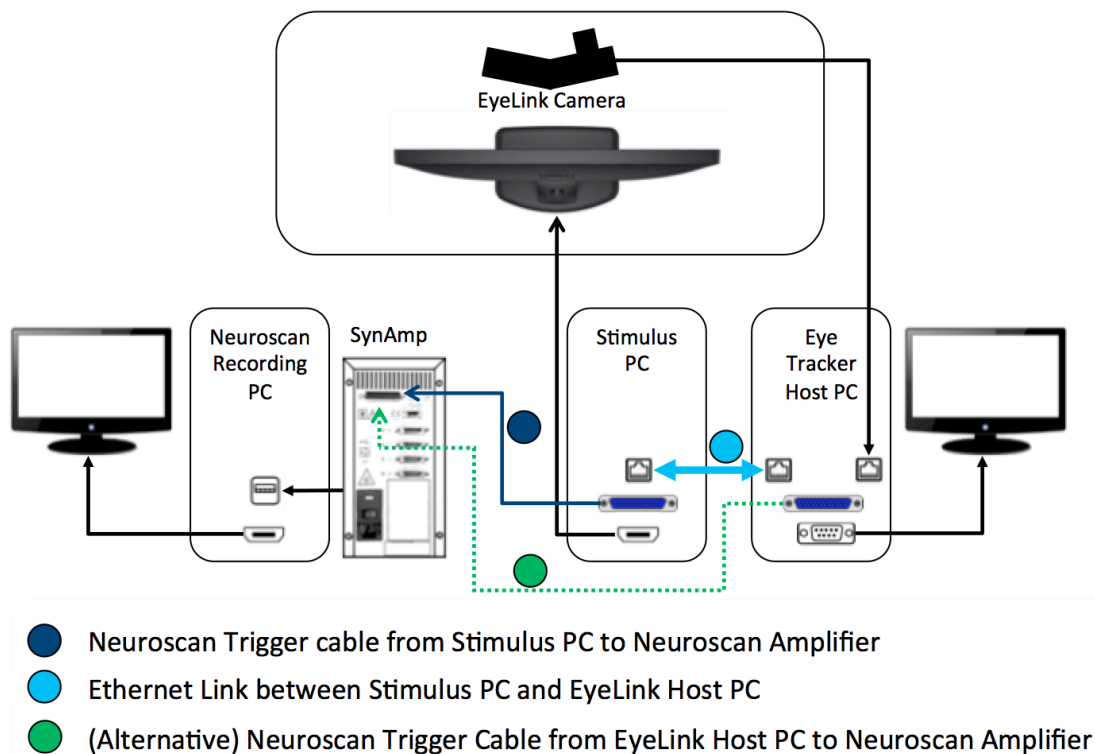 EyeLink Camera
Neuroscan
Recording
PC
SynAmp
Stimulus
PC
Eye
Tracker
Host PC
Neuroscan Trigger cable from Stimulus PC to Neuroscan Amplifier
Ethernet Link between Stimulus PC and EyeLink Host PC
(Alternative) Neuroscan Trigger Cable from EyeLink Host PC to Neuroscan Amplifier